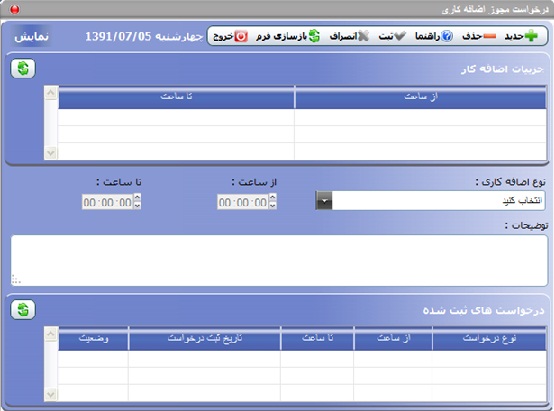 درخواست مجوز اضافه کاری
جدید حذف راهنما ثبت انصراف بازسازی فرم خروج چهارشنبه 1391/07/05 نمایش
جزییات اضافه کار
از ساعت تا ساعت
نوع اضافه کاری : از ساعت : تا ساعت :
انتخاب کنید 00:00:00 00:00:00
توضیحات :
درخواست های ثبت شده
نوع درخواست از ساعت تا ساعت تاریخ ثبت درخواست وضعیت